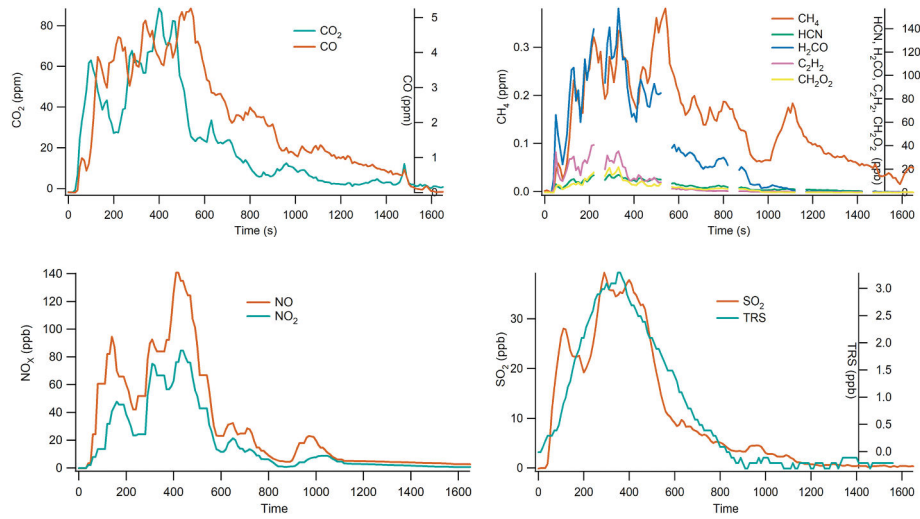 80
60
40
20
0
CO₂ (ppm)
CO₂
CO
5
4
3
2
1
0
CO (ppm)
0 200 400 600 800 1000 1200 1400 1600
Time (s)
0.3
0.2
0.1
0.0
CH₄ (ppm)
CH₄
HCN
H₂CO
C₂H₂
CH₂O₂
140
120
100
80
60
40
20
0
HCN, H₂CO, C₂H₂, CH₂O₂ (ppb)
0 200 400 600 800 1000 1200 1400 1600
Time (s)
140
120
100
80
60
40
20
0
NOX (ppb)
NO
NO₂
0 200 400 600 800 1000 1200 1400 1600
Time
30
20
10
0
SO₂ (ppb)
SO₂
TRS
3.0
2.5
2.0
1.5
1.0
0.5
0.0
TRS (ppb)
0 200 400 600 800 1000 1200 1400 1600
Time